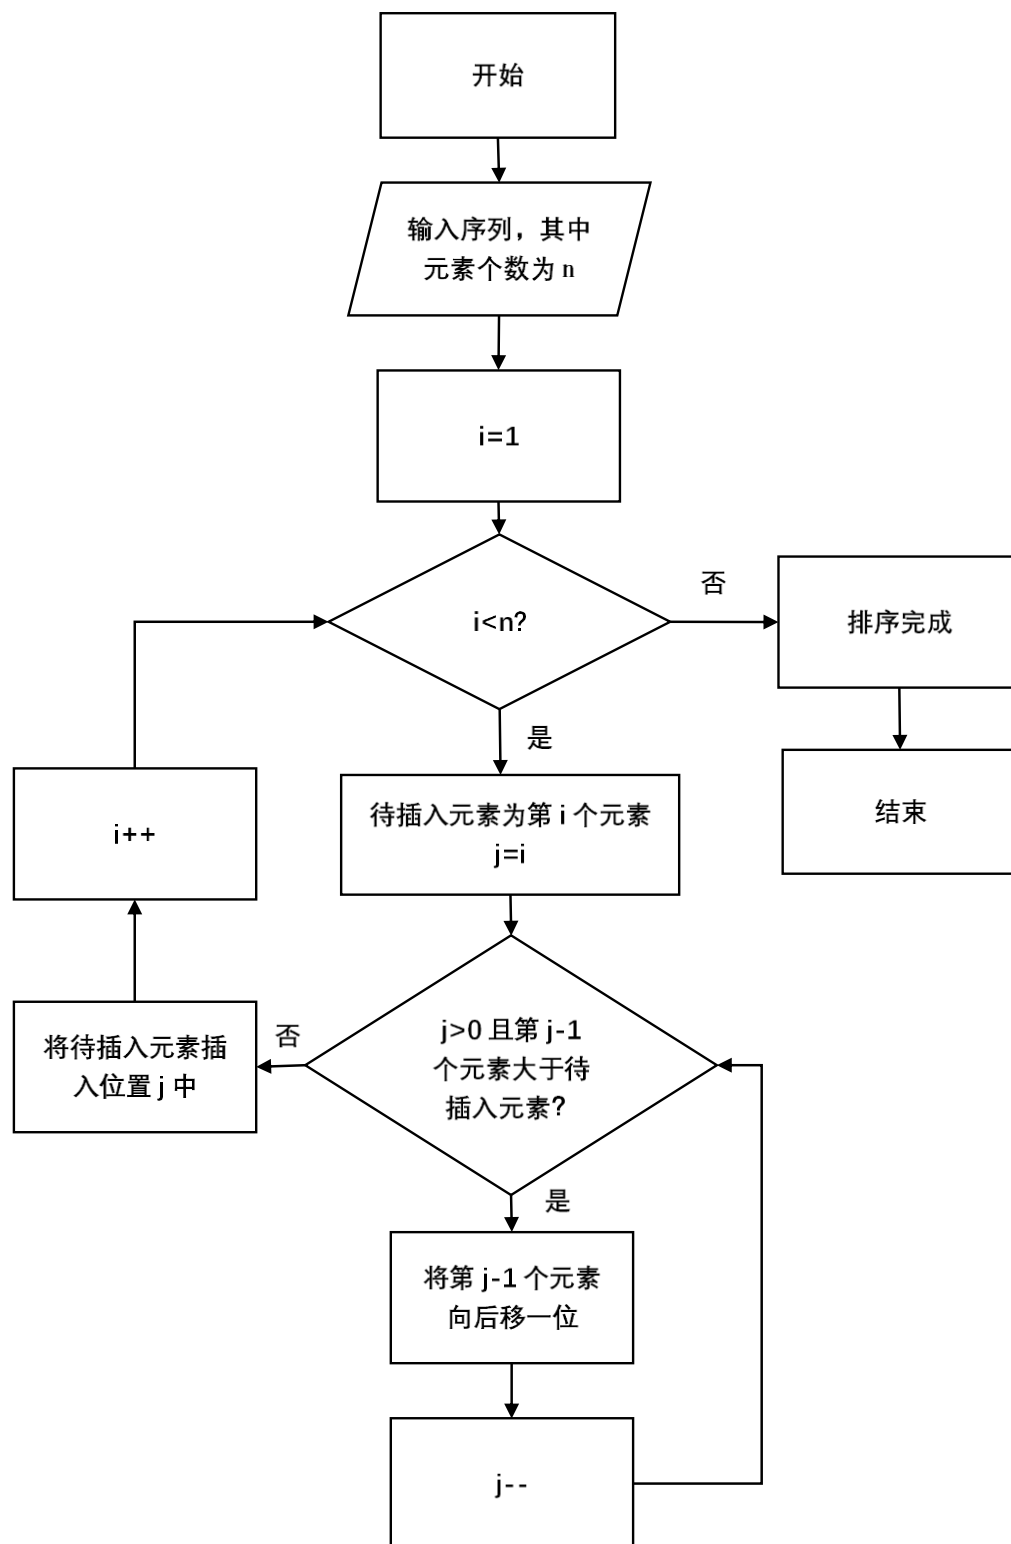 开始
输入序列，其中
元素个数为 n
i=1
i<n?
否
排序完成
是
结束
待插入元素为第 i 个元素
j=i
i++
j>0 且第 j-1
个元素大于待
插入元素?
否
将待插入元素插
入位置 j 中
是
将第 j-1 个元素
向后移一位
j--